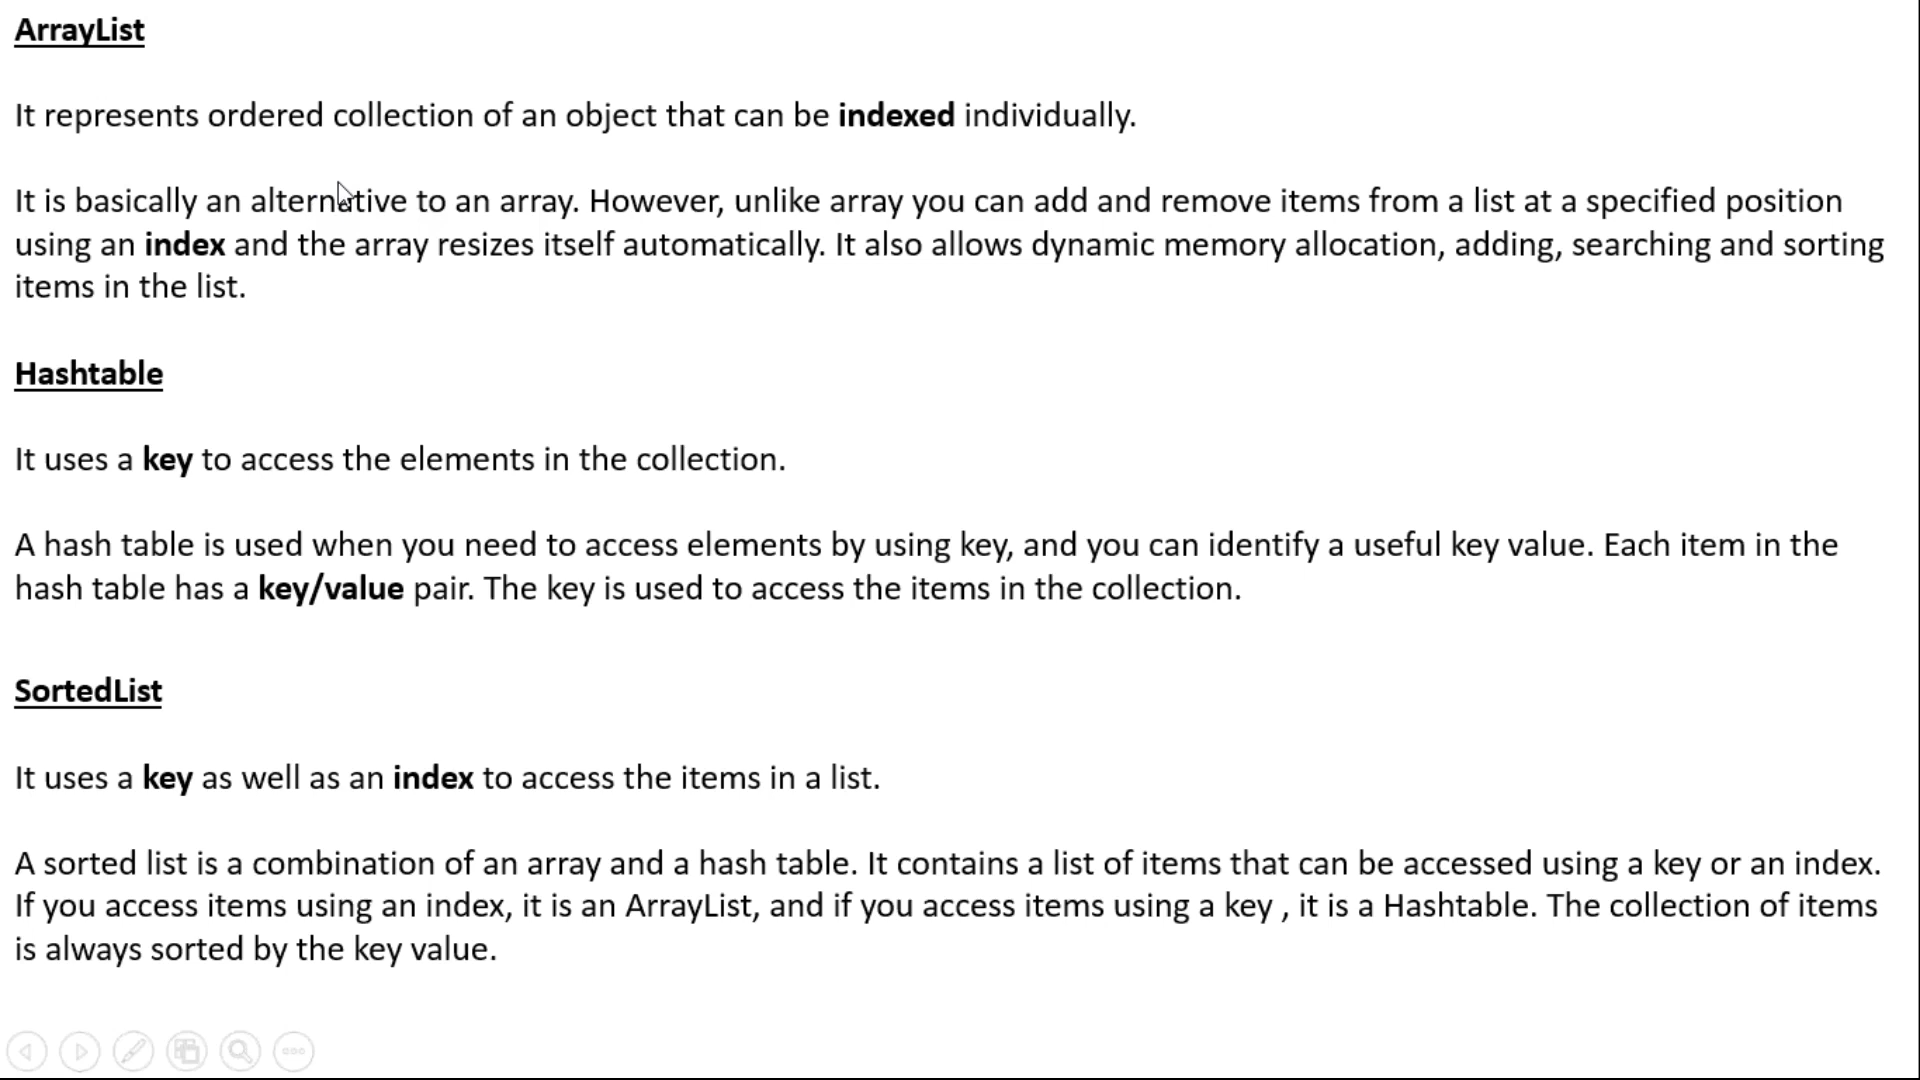 ArrayList
It represents ordered collection of an object that can be indexed individually.
It is basically an alternative to an array. However, unlike array you can add and remove items from a list at a specified position
using an index and the array resizes itself automatically. It also allows dynamic memory allocation, adding, searching and sorting
items in the list.
Hashtable
It uses a key to access the elements in the collection.
A hash table is used when you need to access elements by using key, and you can identify a useful key value. Each item in the
hash table has a key/value pair. The key is used to access the items in the collection.
SortedList
It uses a key as well as an index to access the items in a list.
A sorted list is a combination of an array and a hash table. It contains a list of items that can be accessed using a key or an index.
If you access items using an index, it is an ArrayList, and if you access items using a key , it is a Hashtable. The collection of items
is always sorted by the key value.